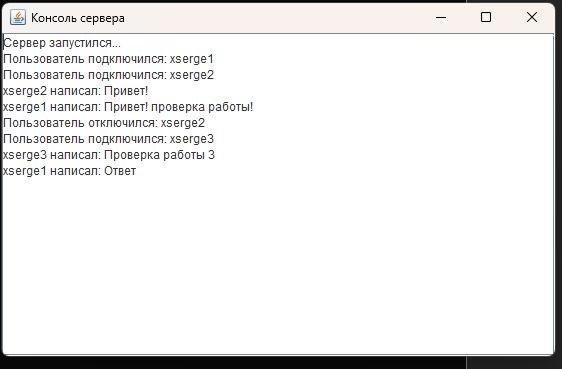 Консоль сервера
Сервер запустился...
Пользователь подключился: xserge1
Пользователь подключился: xserge2
xserge2 написал: Привет!
xserge1 написал: Привет! проверка работы!
Пользователь отключился: xserge2
Пользователь подключился: xserge3
xserge3 написал: Проверка работы 3
xserge1 написал: Ответ